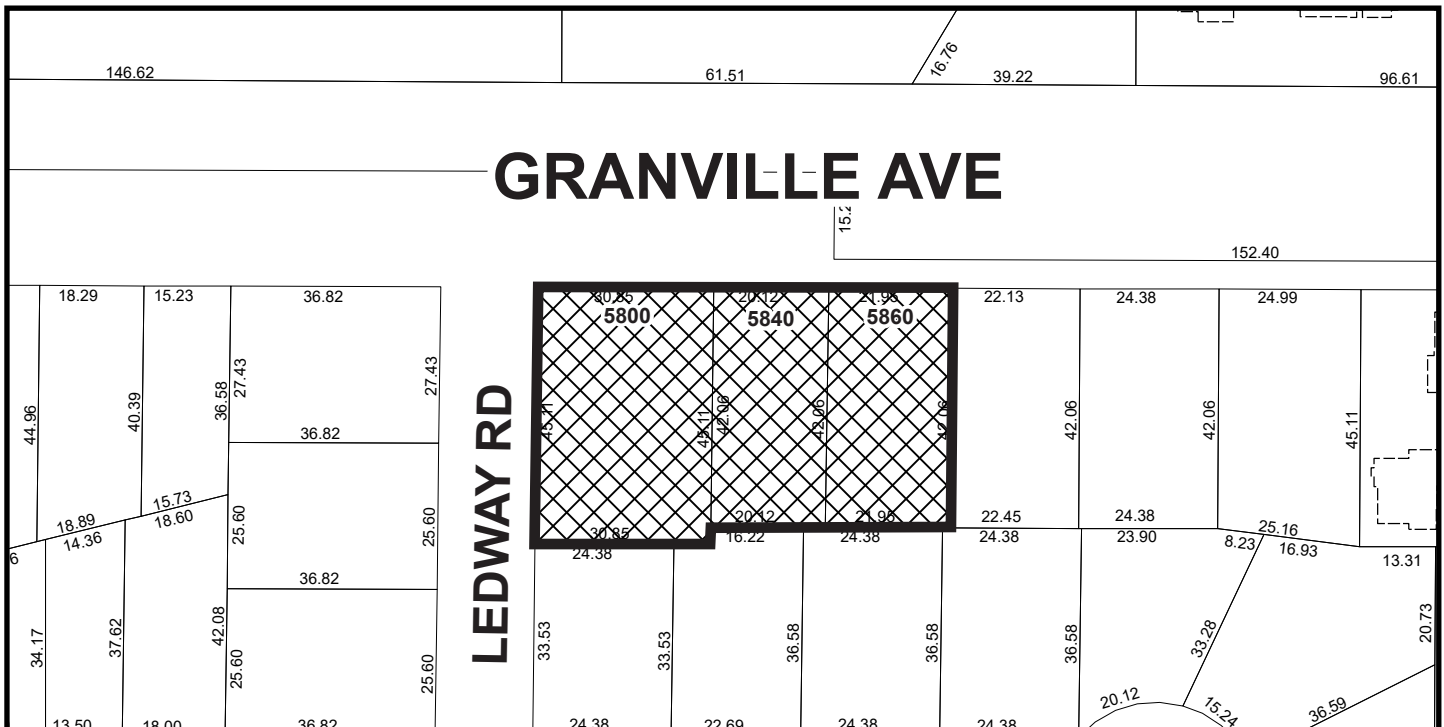 146.62 61.51 16.76 39.22 96.61
GRANVILLE AVE
152.40
18.29 15.23 36.82 30.85 20.12 21.95 22.13 24.38 24.99
5800 5840 5860
44.96 40.39 36.58 27.43 27.43 45.11 45.11 42.06 42.06 42.06 42.06 42.06 45.11
LEDWAY RD
36.82
18.89 15.73
14.36 18.60
25.60 25.60
30.85 20.12 21.95 22.45 24.38 25.16
24.38 16.22 24.38 24.38 23.90 8.23 16.93 13.31
36.82
34.17 37.62 42.08 25.60 25.60 33.53 33.53 36.58 36.58 36.58 33.28 20.73
20.12 15.24 36.59
13.50 18.00 36.82 24.38 22.69 24.38 24.38